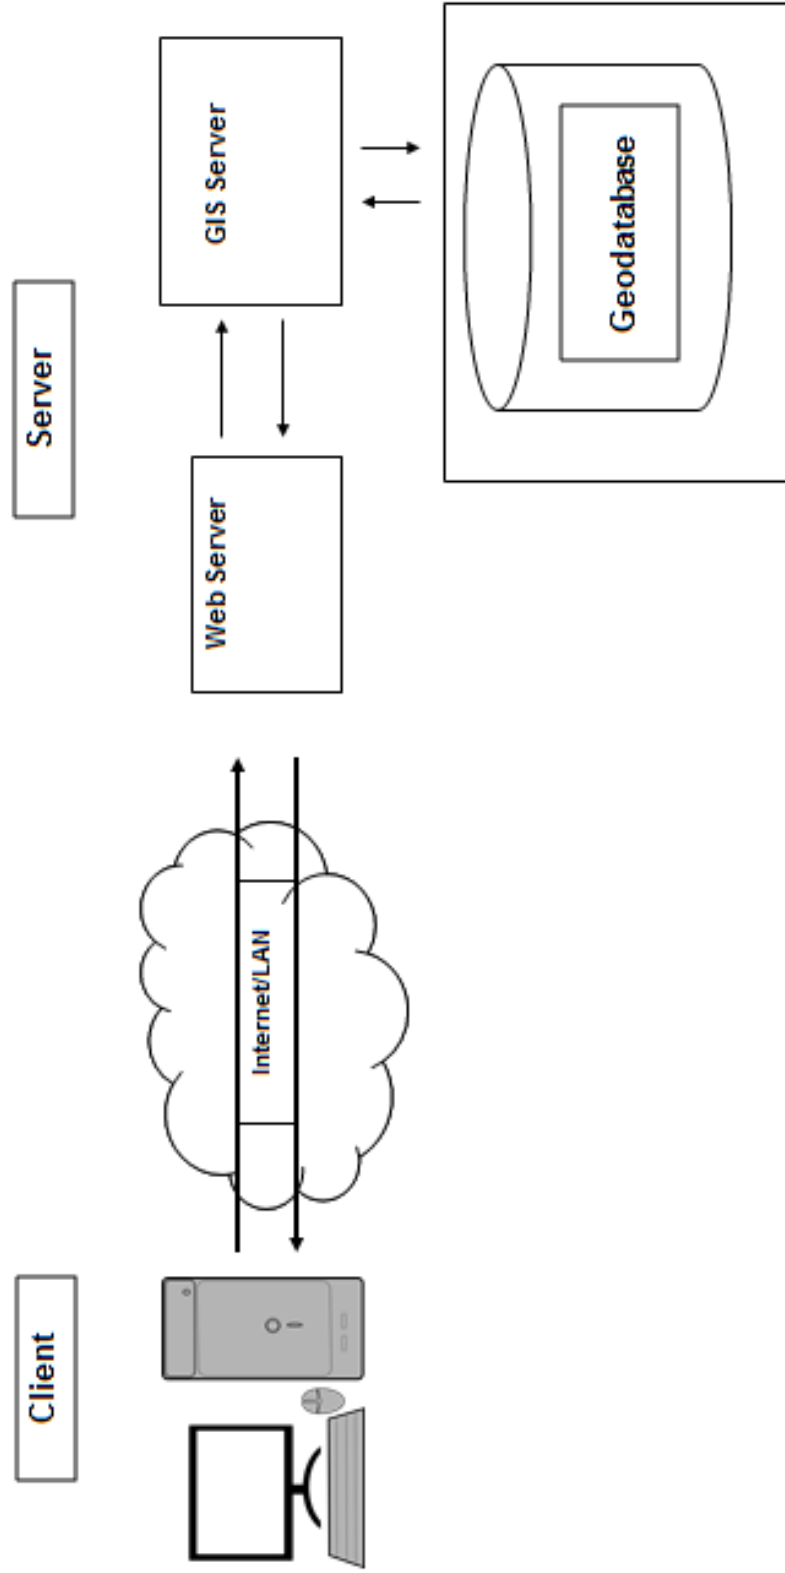 Client
Server
Internet/LAN
Web Server
GIS Server
Geodatabase